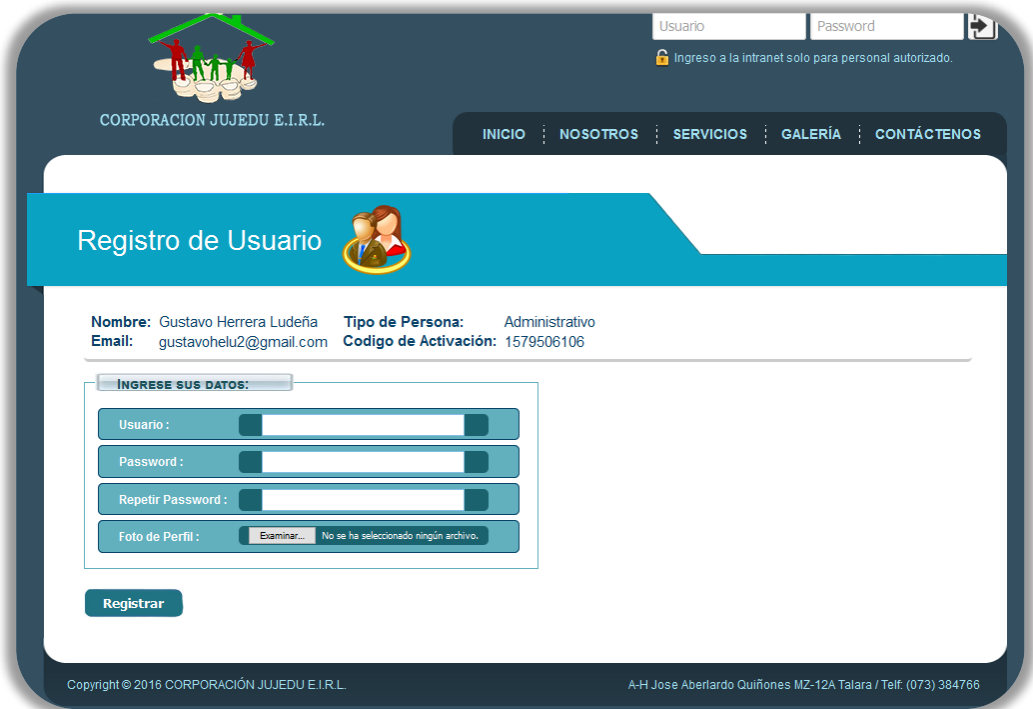 Usuario Password
Ingreso a la intranet solo para personal autorizado.
CORPORACION JUJEDU E.I.R.L.
INICIO NOSOTROS SERVICIOS GALERÍA CONTÁCTENOS
Registro de Usuario
Nombre: Gustavo Herrera Ludeña Tipo de Persona: Administrativo
Email: gustavohelu2@gmail.com Codigo de Activación: 1579506106
INGRESE SUS DATOS:
Usuario :
Password :
Repetir Password :
Foto de Perfil : Examinar... No se ha seleccionado ningún archivo.
Registrar
Copyright © 2016 CORPORACIÓN JUJEDU E.I.R.L. A-H Jose Aberlardo Quiñones MZ-12A Talara / Telf: (073) 384766